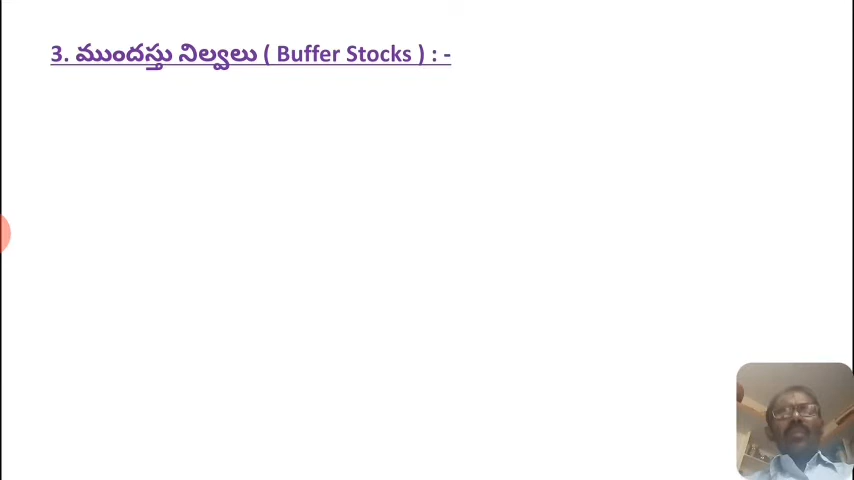 3. ముందస్తు నిల్వలు ( Buffer Stocks ) : -